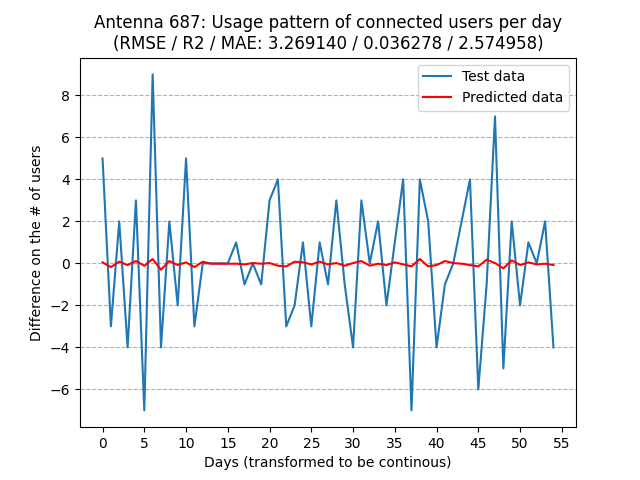 Antenna 687: Usage pattern of connected users per day
(RMSE / R2 / MAE: 3.269140 / 0.036278 / 2.574958)
Test data
Predicted data
Difference on the # of users
8
6
4
2
0
−2
−4
−6
0 5 10 15 20 25 30 35 40 45 50 55
Days (transformed to be continous)